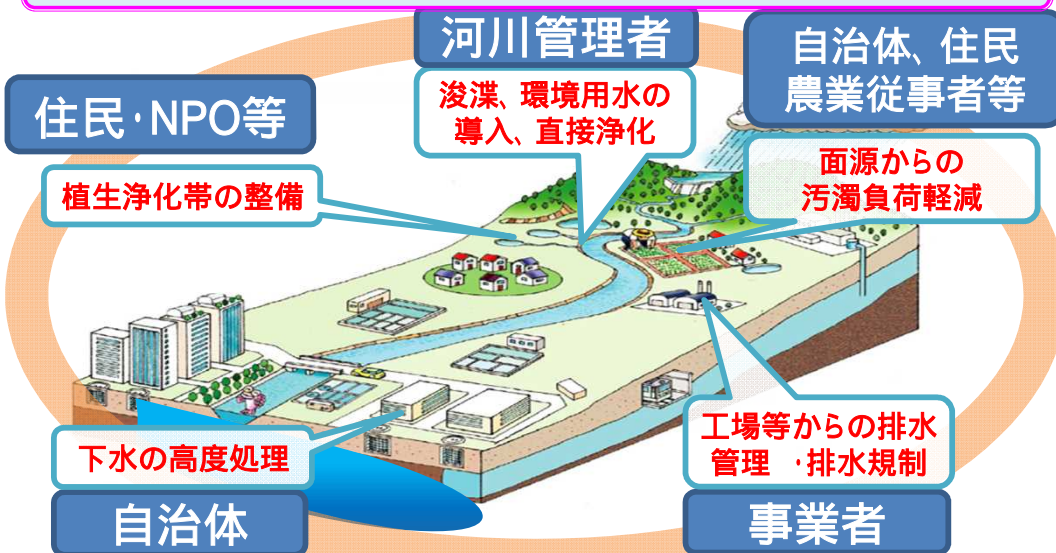 河川管理者
浚渫、環境用水の
導入、直接浄化
自治体、住民
農業従事者等
面源からの
汚濁負荷軽減
住民・NPO等
植生浄化帯の整備
下水の高度処理
自治体
工場等からの排水
管理　・排水規制
事業者